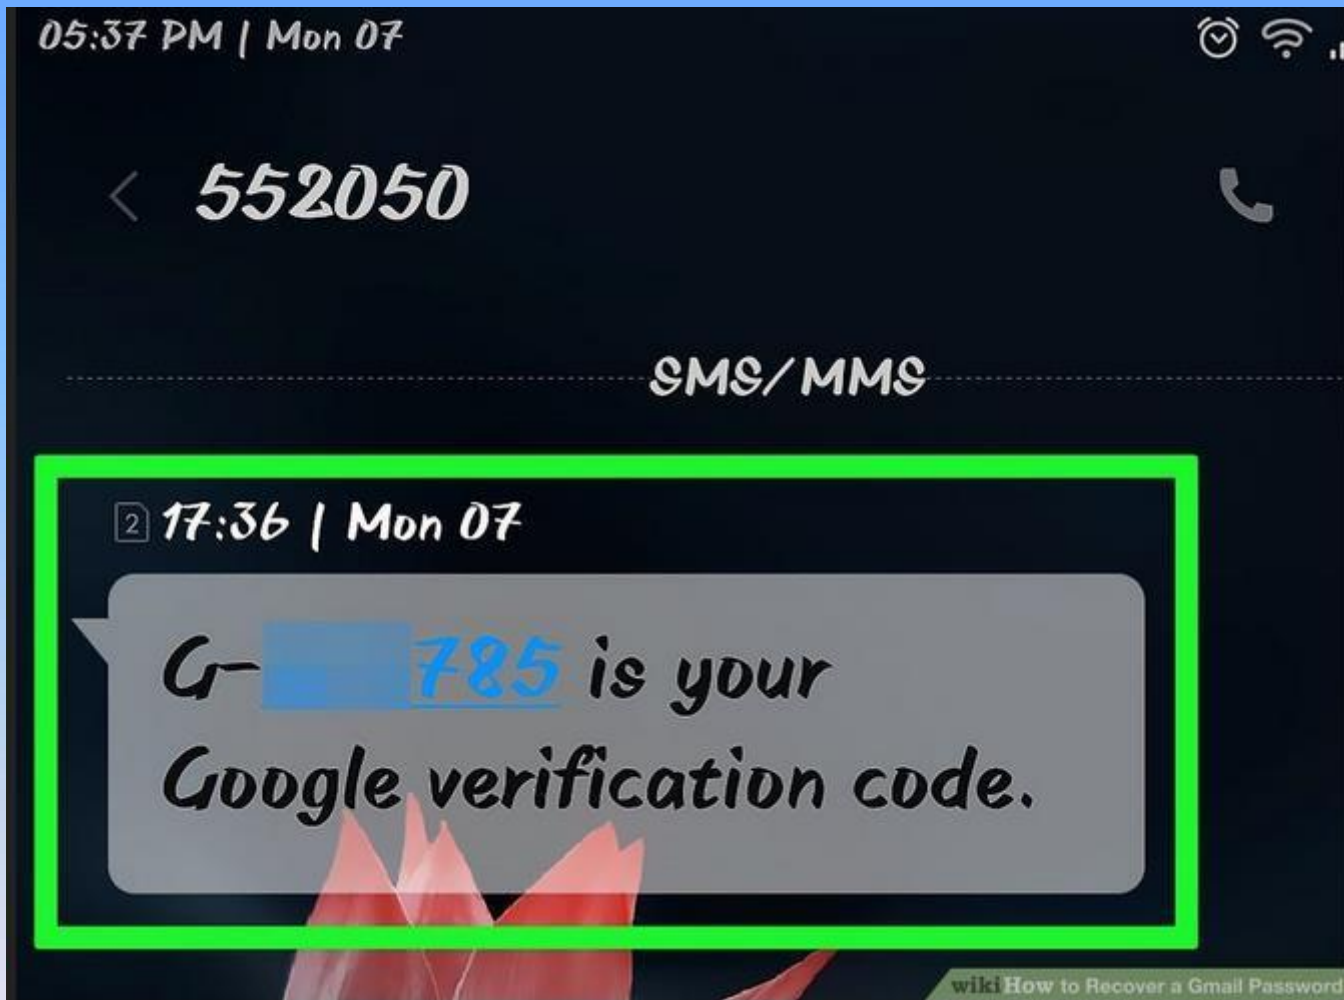 05:37 PM | Mon 07
552050
SMS/MMS
2 17:36 | Mon 07
G- 785 is your
Google verification code.
wikiHow to Recover a Gmail Password